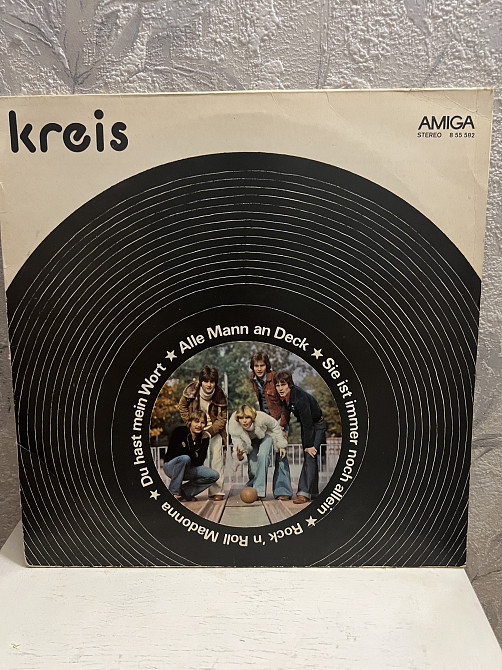 kreis
AMIGA
STEREO 8 55 582
Du hast mein Wort ★ Alle Mann an Deck ★ Sie ist immer noch allein ★ Rock 'n Roll Madonna ★